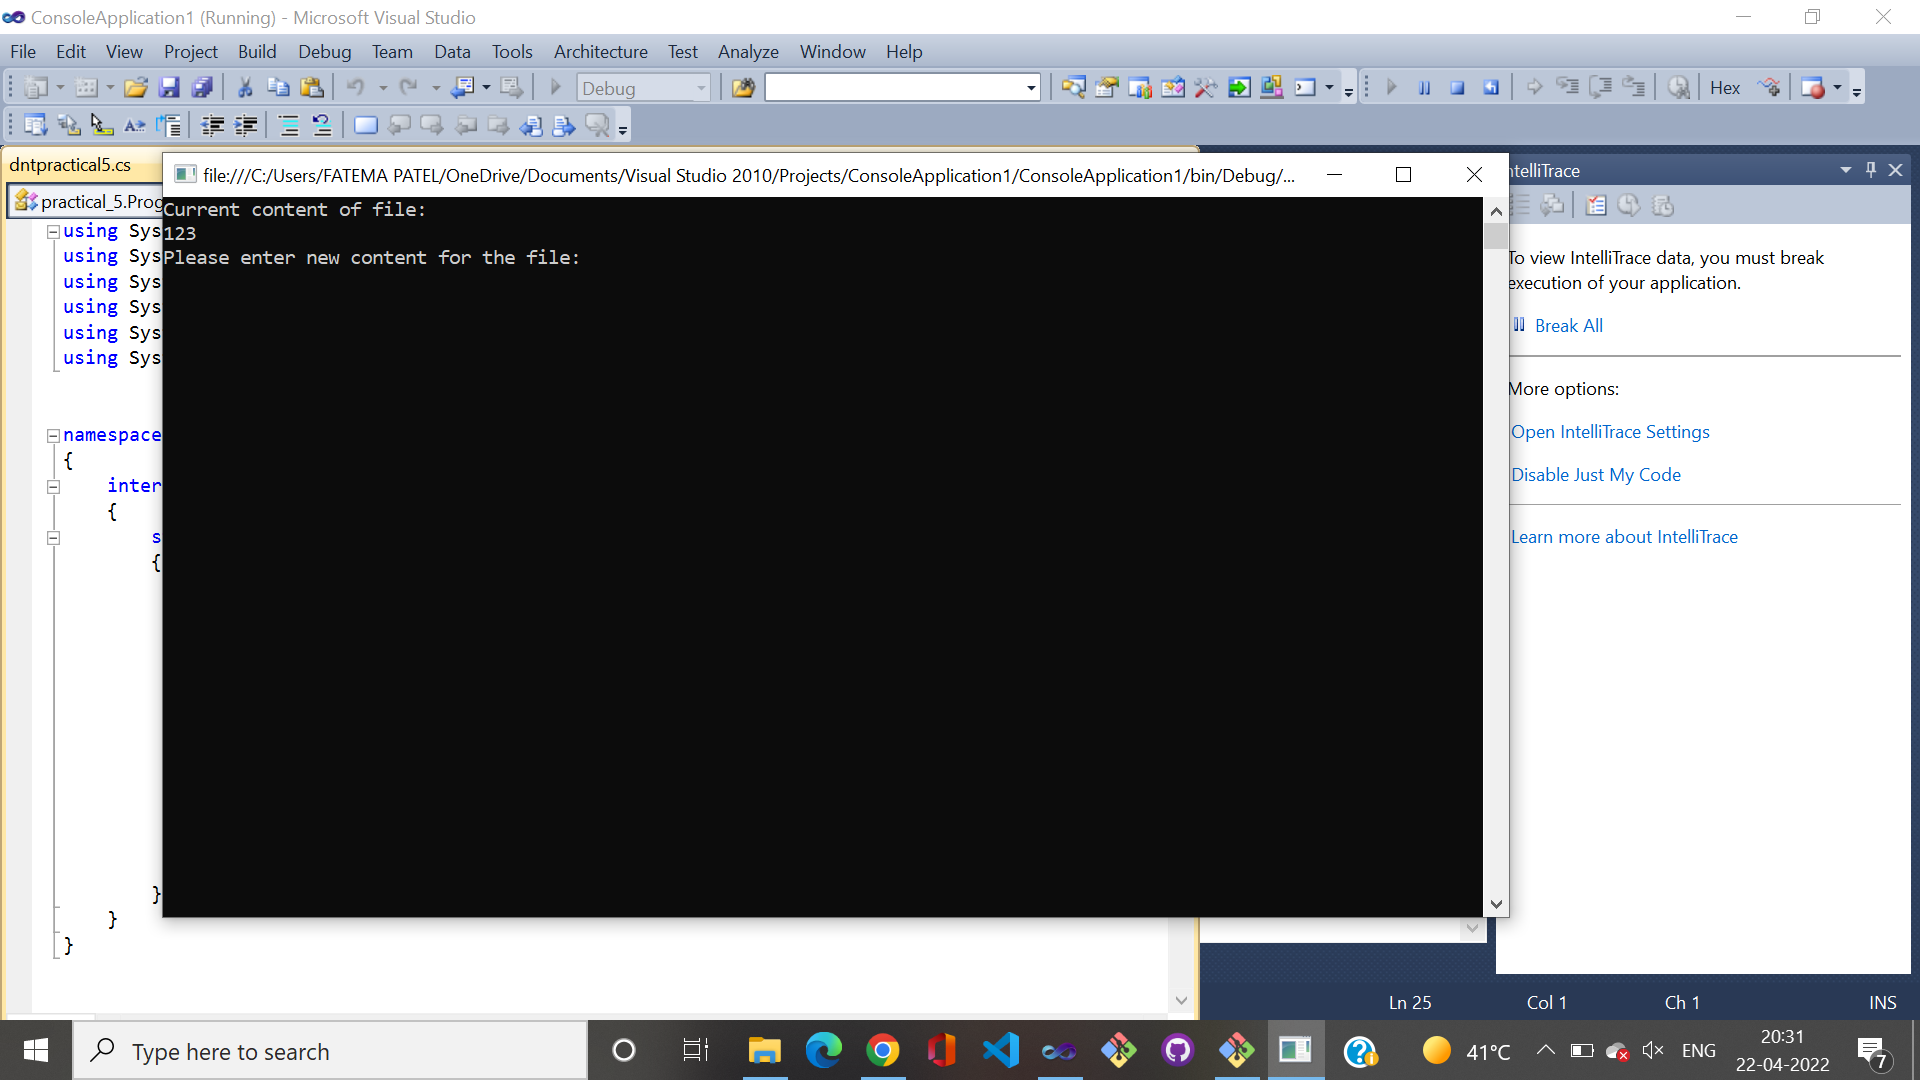 ConsoleApplication1 (Running) - Microsoft Visual Studio
File Edit View Project Build Debug Team Data Tools Architecture Test Analyze Window Help
Debug
Hex
dntpractical5.cs
practical_5.Prog
file:///C:/Users/FATEMA PATEL/OneDrive/Documents/Visual Studio 2010/Projects/ConsoleApplication1/ConsoleApplication1/bin/Debug/...
Current content of file:
123
Please enter new content for the file:
using Sys
using Sys
using Sys
using Sys
using Sys
using Sys
namespace
{
inter
{
s
{
}
}
}
ntelliTrace
To view IntelliTrace data, you must break
execution of your application.
Break All
More options:
Open IntelliTrace Settings
Disable Just My Code
Learn more about IntelliTrace
Ln 25 Col 1 Ch 1 INS
Type here to search
41°C
ENG
20:31
22-04-2022
7